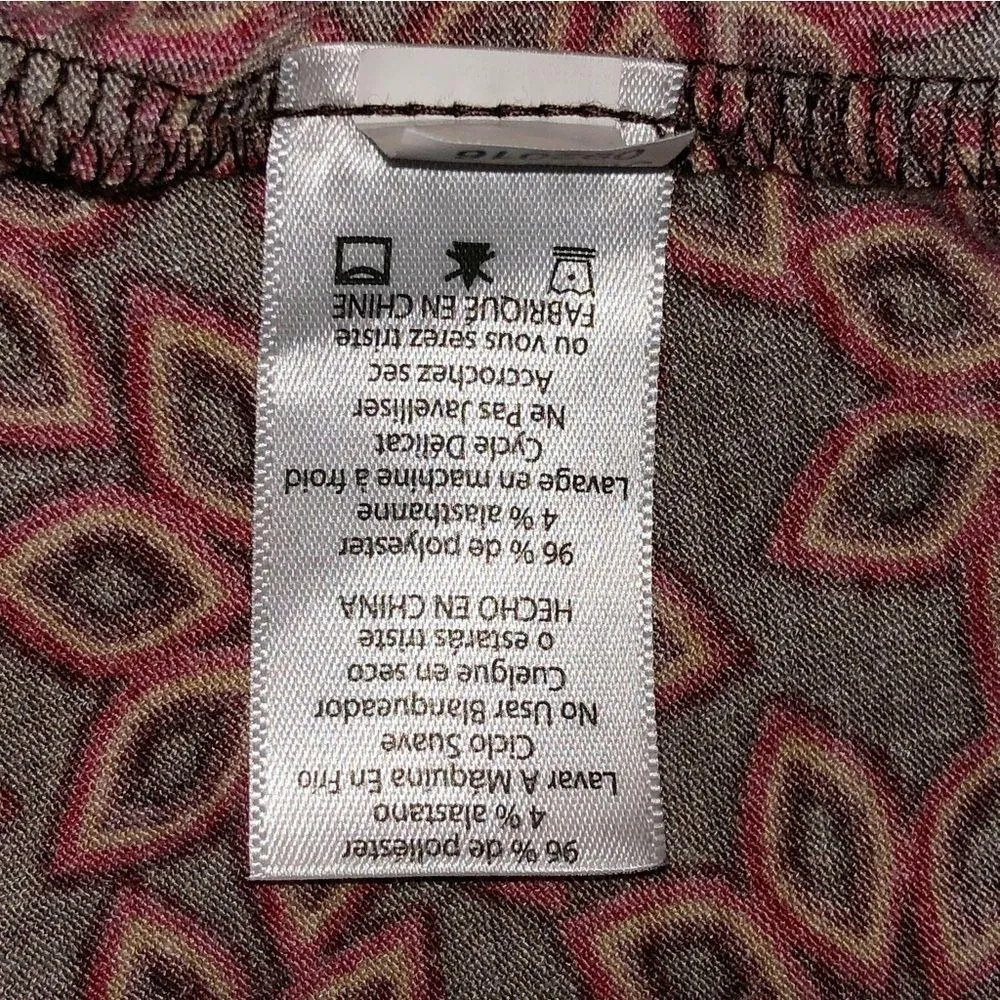 96 % de poliéster
4 % alastano
Lavar A Máquina En Frío
Ciclo Suave
No Usar Blanqueador
Cuelgue en seco
o estarás triste
HECHO EN CHINA
96 % de polyester
4 % alasthanne
Lavage en machine à froid
Cycle Délicat
Ne Pas Javelliser
Accrochez sec
ou vous serez triste
FABRIQUÉ EN CHINE